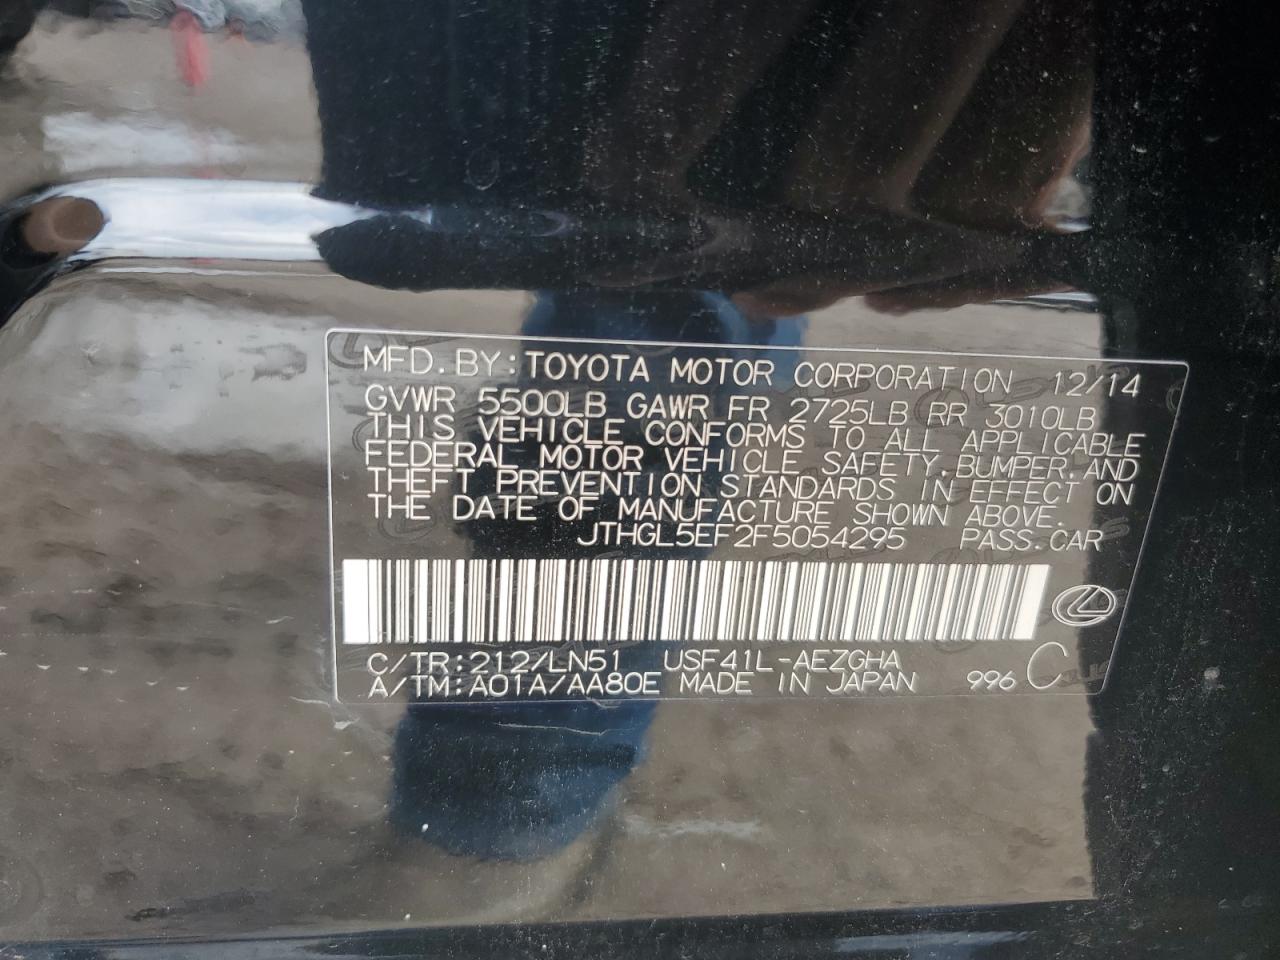 MFD. BY: TOYOTA MOTOR CORPORATION 12/14
GVWR 5500LB GAWR FR 2725LB RR 3010LB
THIS VEHICLE CONFORMS TO ALL APPLICABLE
FEDERAL MOTOR VEHICLE SAFETY, BUMPER, AND
THEFT PREVENTION STANDARDS IN EFFECT ON
THE DATE OF MANUFACTURE SHOWN ABOVE.
JTHGL5EF2F5054295 PASS.CAR
C/TR:212/LN51 USF41L-AEZGHA
A/TM:A01A/AA80E MADE IN JAPAN 996 C